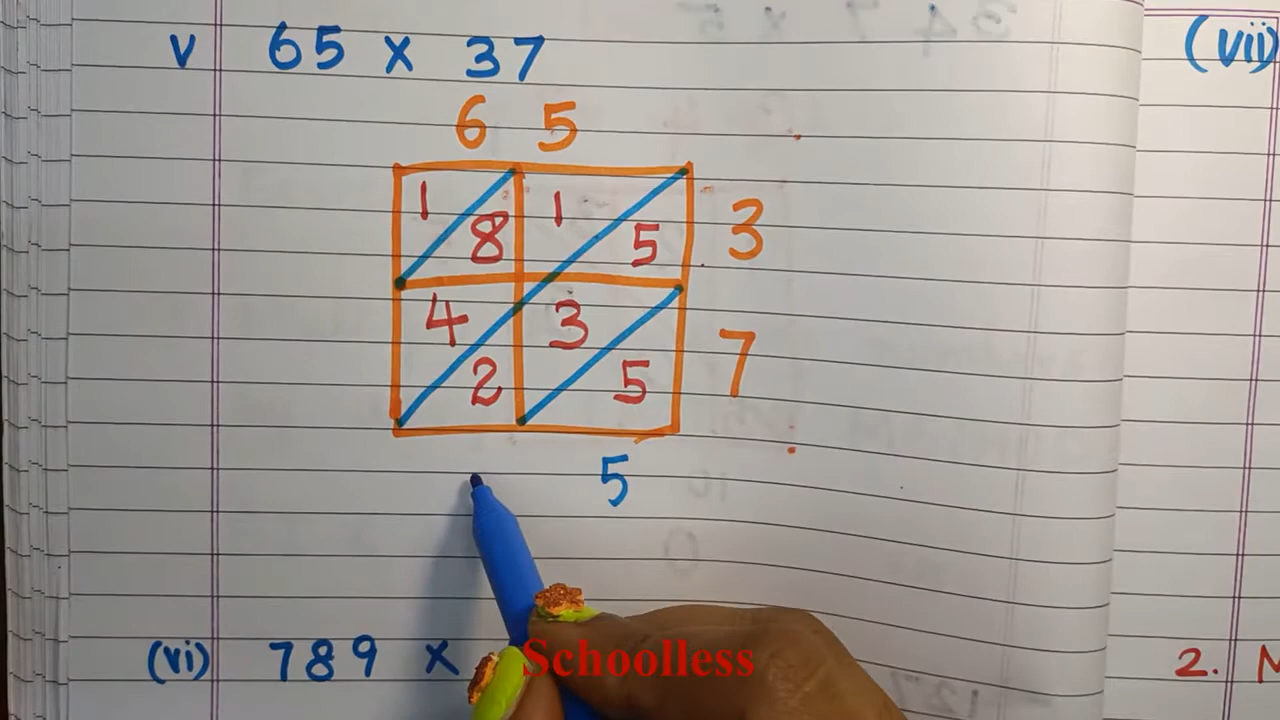 v 65 x 37
(vii)
6 5
1 8 1 5 3
4 2 3 5 7
5
(vi) 789 x
Schoolless
2.